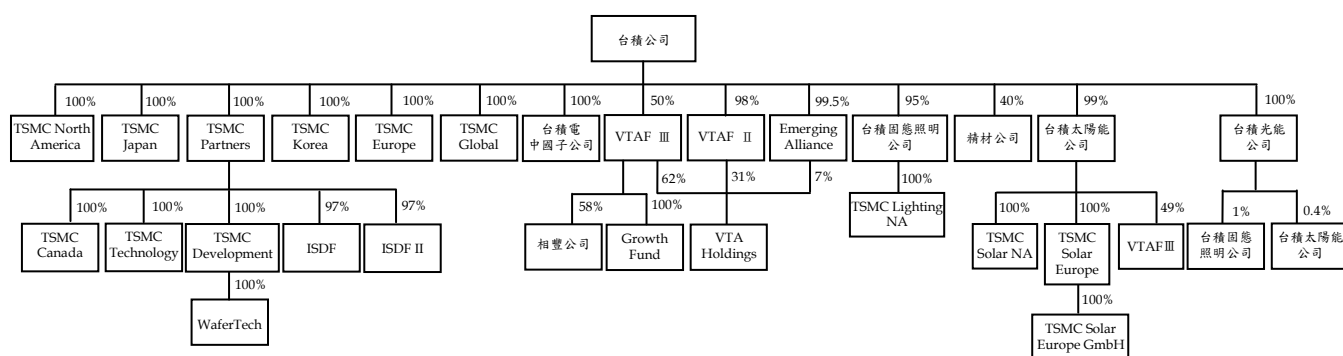 台積公司
100%
100%
100%
100%
100%
100%
100%
50%
98%
99.5%
95%
40%
99%
100%
TSMC North
America
TSMC
Japan
TSMC
Partners
TSMC
Korea
TSMC
Europe
TSMC
Global
台積電
中國子公司
VTAF Ⅲ
VTAF Ⅱ
Emerging
Alliance
台積固態照明
公司
精材公司
台積太陽能
公司
台積光能
公司
62%
31%
7%
100%
100%
100%
100%
97%
97%
58%
100%
100%
100%
49%
1%
0.4%
TSMC
Canada
TSMC
Technology
TSMC
Development
ISDF
ISDF II
相豐公司
Growth
Fund
VTA
Holdings
TSMC Lighting
NA
TSMC
Solar NA
TSMC
Solar
Europe
VTAFⅢ
台積固態
照明公司
台積太陽能
公司
100%
100%
WaferTech
TSMC Solar
Europe GmbH